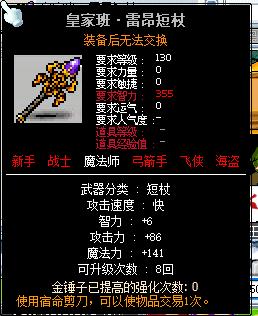 皇家班·雷昂短杖
装备后无法交换
要求等级 : 130
要求力量 : 0
要求敏捷 : -
要求智力 : 355
要求运气 : 0
要求人气度 : -
道具等级 : -
道具经验值 : -
新手 战士 魔法师 弓箭手 飞侠 海盗
武器分类 : 短杖
攻击速度 : 快
智力 : +6
攻击力 : +86
魔法力 : +141
可升级次数 : 8回
金锤子已提高的强化次数: 0
使用宿命剪刀，可以使物品交易1次。